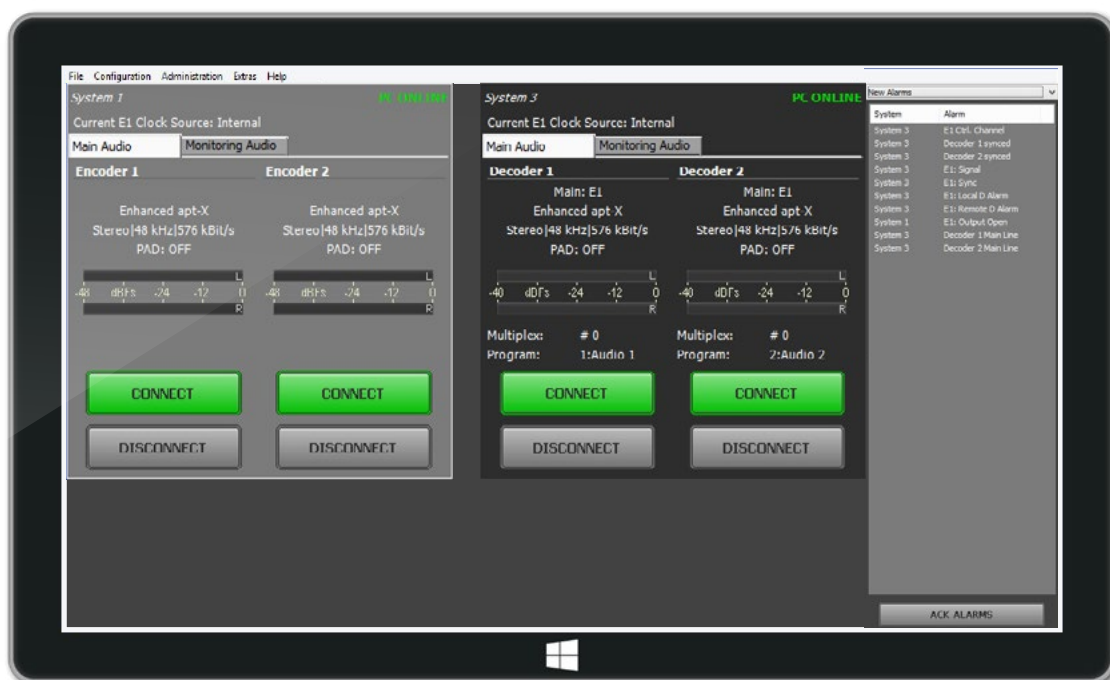 File Configuration Administration Extras Help
System 1 PC ONLINE
Current E1 Clock Source: Internal
Main Audio Monitoring Audio
Encoder 1 Encoder 2
Enhanced apt-X Enhanced apt-X
Stereo|48 kHz|576 kBit/s Stereo|48 kHz|576 kBit/s
PAD: OFF PAD: OFF
L L
-48 dBFs -24 -12 0 -48 dBFs -24 -12 0
R R
CONNECT CONNECT
DISCONNECT DISCONNECT
System 3 PC ONLINE
Current E1 Clock Source: Internal
Main Audio Monitoring Audio
Decoder 1 Decoder 2
Main: E1 Main: E1
Enhanced apt X Enhanced apt X
Stereo|48 kHz|576 kBit/s Stereo|48 kHz|576 kBit/s
PAD: OFF PAD: OFF
L L
-40 dBFs -24 -12 0 -40 dBFs -24 -12 0
R R
Multiplex: # 0 Multiplex: # 0
Program: 1:Audio 1 Program: 2:Audio 2
CONNECT CONNECT
DISCONNECT DISCONNECT
New Alarms
System Alarm
System 3 E1 Ctrl. Channel
System 3 Decoder 1 synced
System 3 Decoder 2 synced
System 3 E1: Signal
System 3 E1: Sync
System 3 E1: Local D Alarm
System 3 E1: Remote D Alarm
System 1 E1: Output Open
System 3 Decoder 1 Main Line
System 3 Decoder 2 Main Line
ACK ALARMS